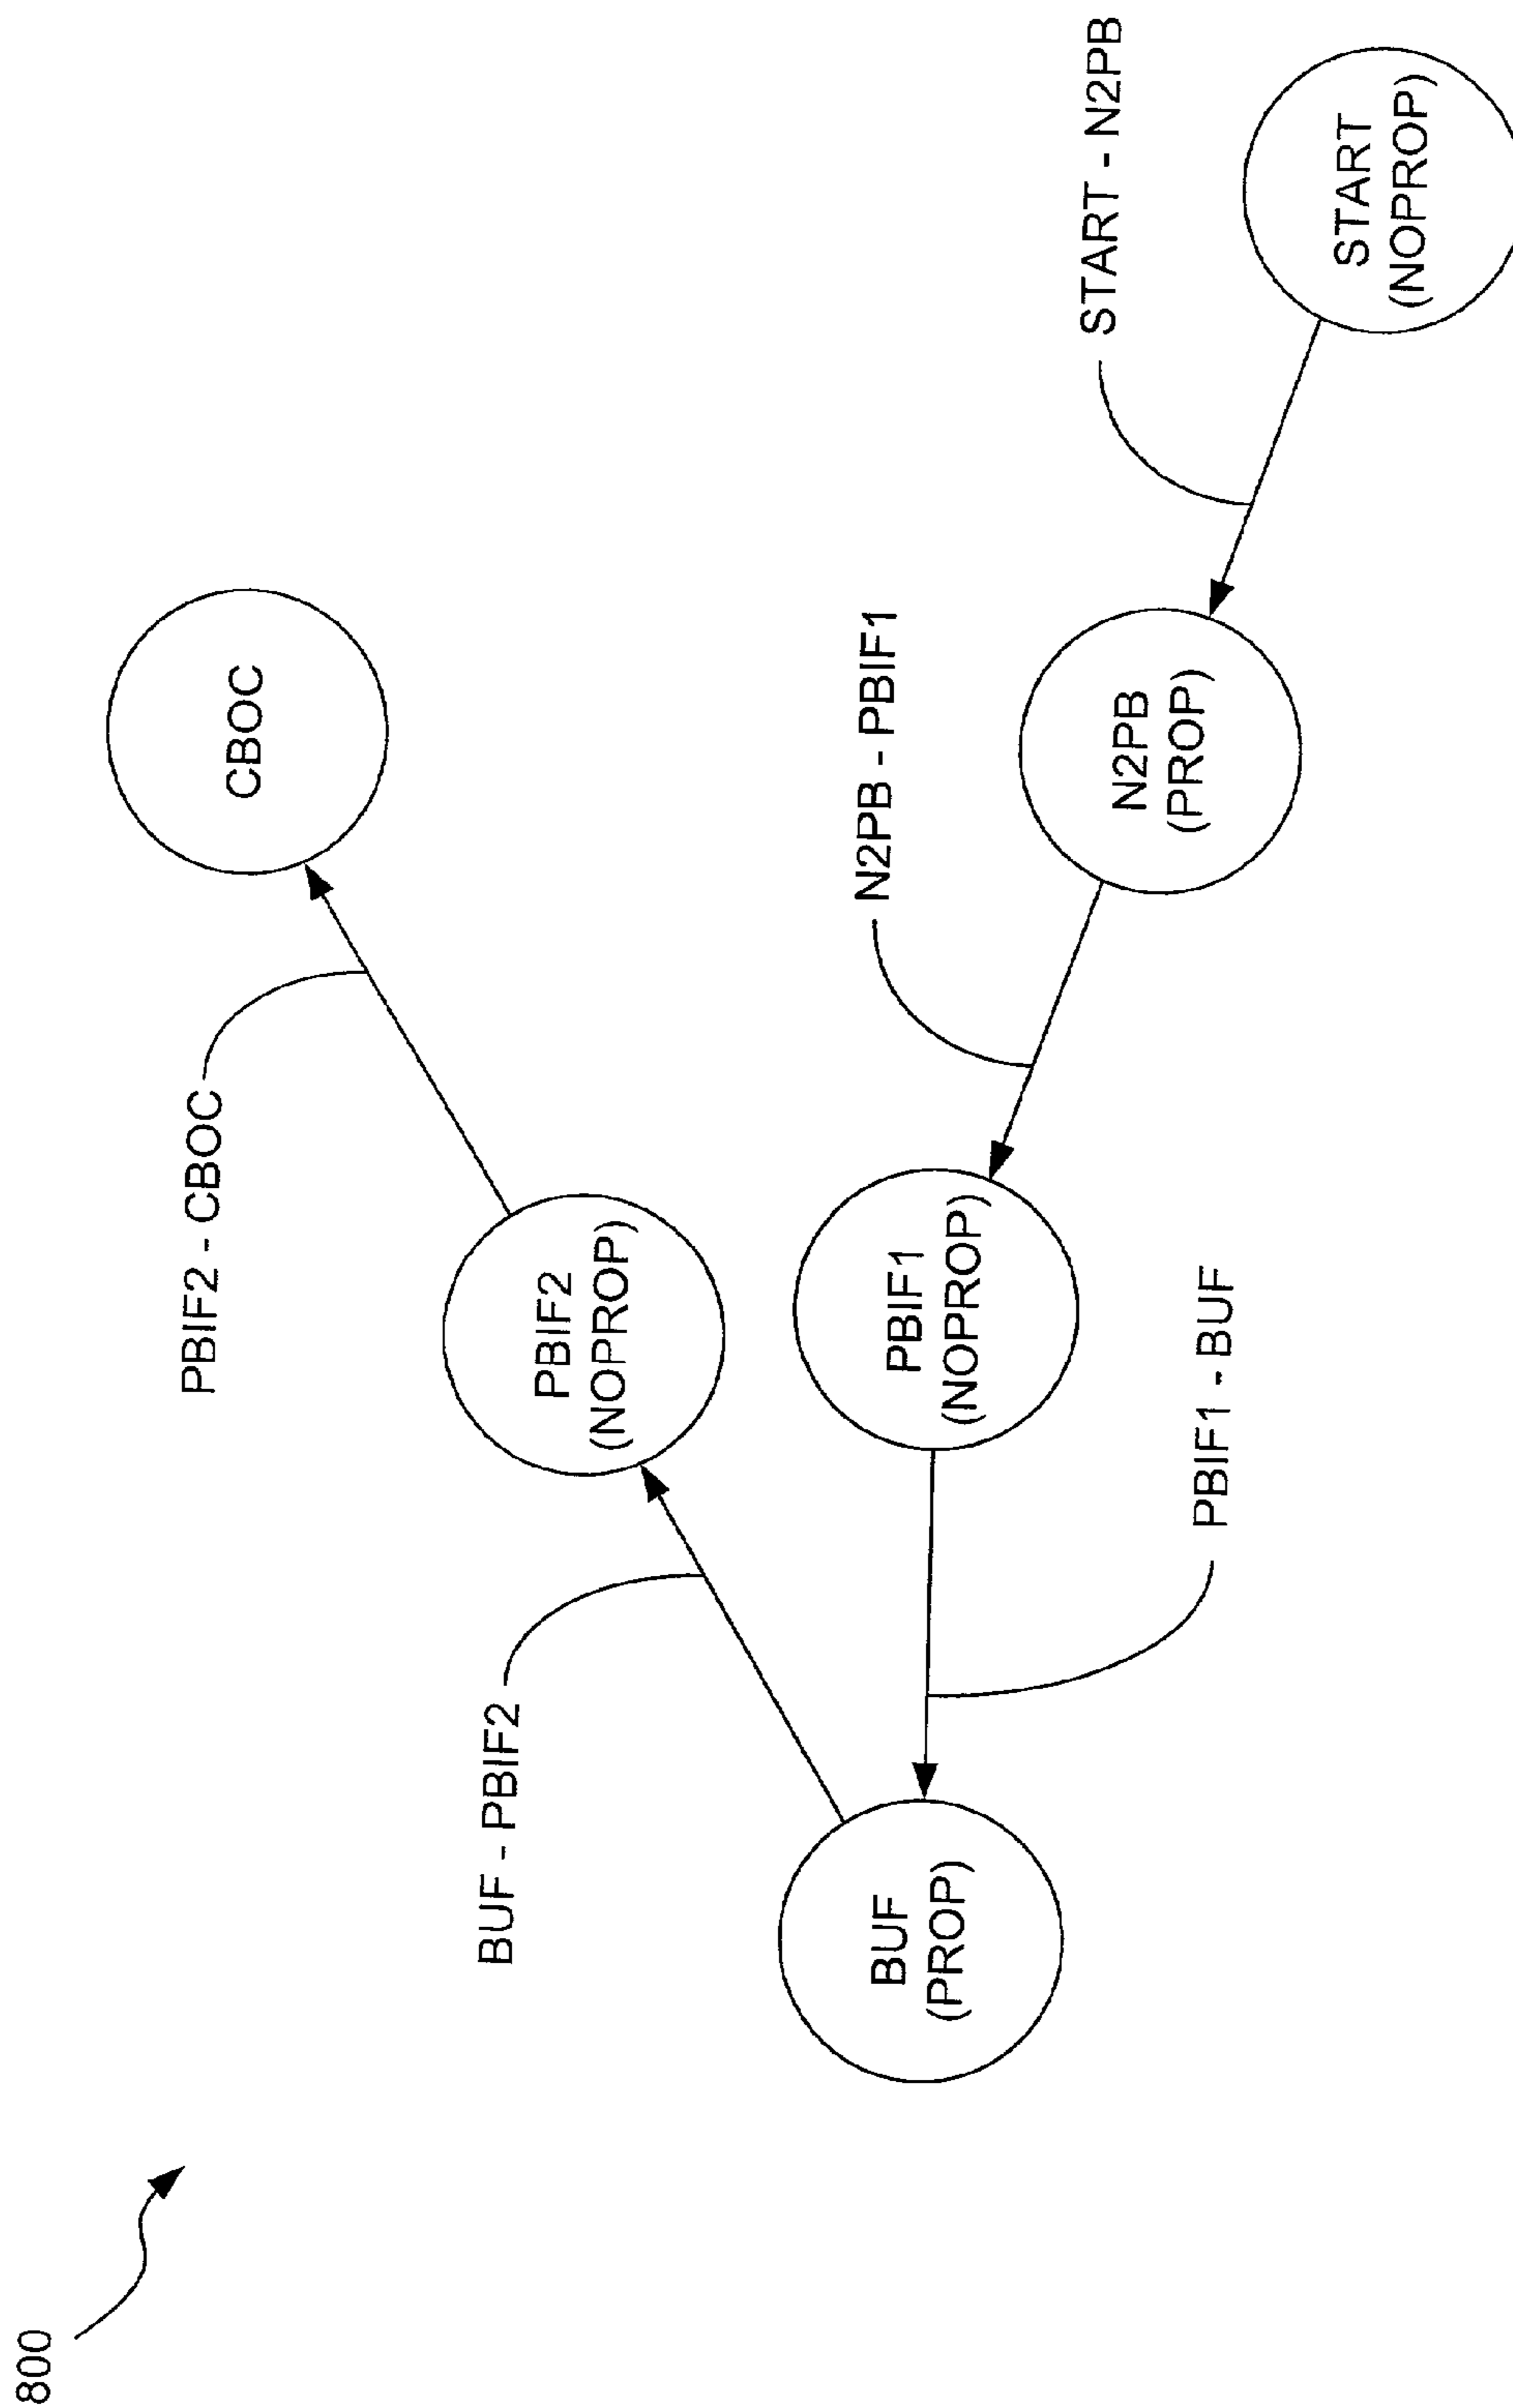 800
PBIF2 - CBOC
CBOC
BUF - PBIF2
PBIF2
(NOPROP)
N2PB - PBIF1
START - N2PB
BUF
(PROP)
PBIF1
(NOPROP)
N2PB
(PROP)
START
(NOPROP)
PBIF1 - BUF